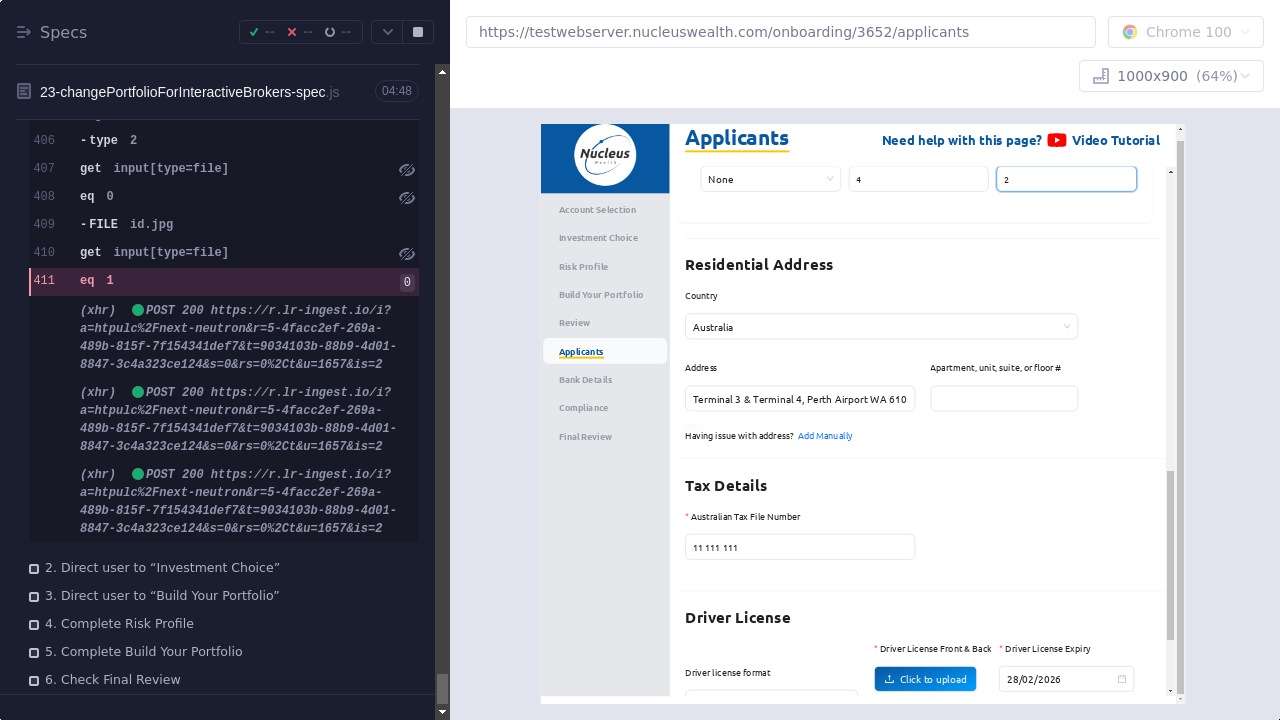 Specs
--
--
--
https://testwebserver.nucleuswealth.com/onboarding/3652/applicants
Chrome 100
1000x900 (64%)
23-changePortfolioForInteractiveBrokers-spec.js
04:48
406 -type 2
407 get input[type=file]
408 eq 0
409 -FILE id.jpg
410 get input[type=file]
411 eq 1 0
(xhr) POST 200 https://r.lr-ingest.io/i?
a=htpulc%2Fnext-neutron&r=5-4facc2ef-269a-
489b-815f-7f154341def7&t=9034103b-88b9-4d01-
8847-3c4a323ce124&s=0&rs=0%2Ct&u=1657&is=2
(xhr) POST 200 https://r.lr-ingest.io/i?
a=htpulc%2Fnext-neutron&r=5-4facc2ef-269a-
489b-815f-7f154341def7&t=9034103b-88b9-4d01-
8847-3c4a323ce124&s=0&rs=0%2Ct&u=1657&is=2
(xhr) POST 200 https://r.lr-ingest.io/i?
a=htpulc%2Fnext-neutron&r=5-4facc2ef-269a-
489b-815f-7f154341def7&t=9034103b-88b9-4d01-
8847-3c4a323ce124&s=0&rs=0%2Ct&u=1657&is=2
2. Direct user to “Investment Choice”
3. Direct user to “Build Your Portfolio”
4. Complete Risk Profile
5. Complete Build Your Portfolio
6. Check Final Review
Nucleus
Wealth
Account Selection
Investment Choice
Risk Profile
Build Your Portfolio
Review
Applicants
Bank Details
Compliance
Final Review
Applicants
Need help with this page? Video Tutorial
None
4
2
Residential Address
Country
Australia
Address
Apartment, unit, suite, or floor #
Terminal 3 & Terminal 4, Perth Airport WA 610
Having issue with address? Add Manually
Tax Details
* Australian Tax File Number
11 111 111
Driver License
* Driver License Front & Back
* Driver License Expiry
Driver license format
Click to upload
28/02/2026